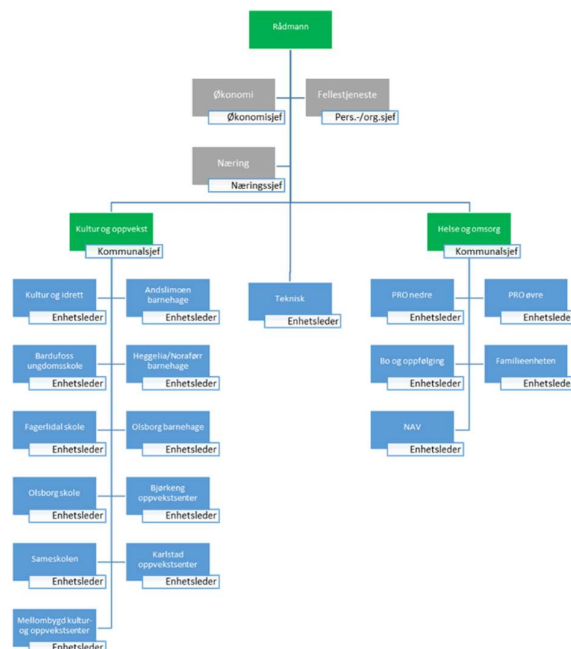 Rådmann
Økonomi
Økonomisjef
Fellestjeneste
Pers.-/org.sjef
Næring
Næringssjef
Kultur og oppvekst
Kommunalsjef
Helse og omsorg
Kommunalsjef
Kultur og idrett
Enhetsleder
Andslimoen
barnehage
Enhetsleder
Teknisk
Enhetsleder
PRO nedre
Enhetsleder
PRO øvre
Enhetsleder
Bardufoss
ungdomsskole
Enhetsleder
Heggelia/Noraførr
barnehage
Enhetsleder
Bo og oppfølging
Enhetsleder
Familieenheten
Enhetsleder
Fagerlidal skole
Enhetsleder
Olsborg barnehage
Enhetsleder
NAV
Enhetsleder
Olsborg skole
Enhetsleder
Bjørkeng
oppvekstsenter
Enhetsleder
Sameskolen
Enhetsleder
Karlstad
oppvekstsenter
Enhetsleder
Mellombygd kultur-
og oppvekstsenter
Enhetsleder